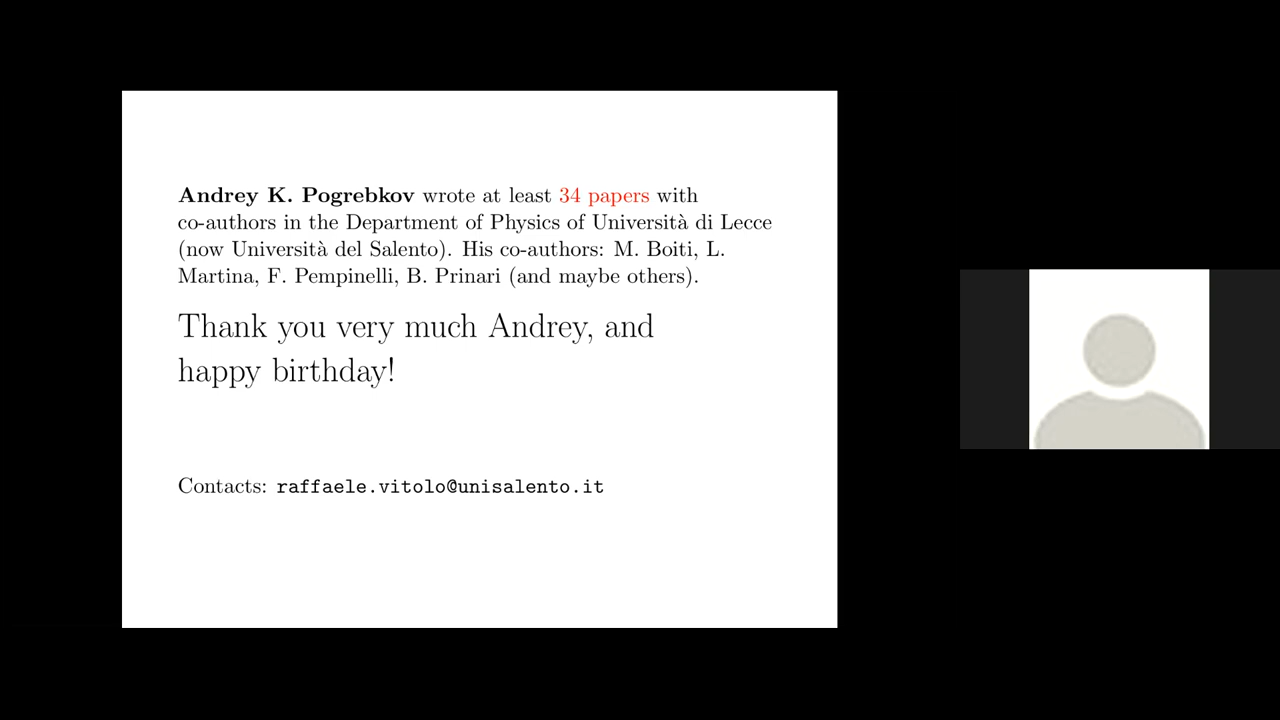 Andrey K. Pogrebkov wrote at least 34 papers with
co-authors in the Department of Physics of Università di Lecce
(now Università del Salento). His co-authors: M. Boiti, L.
Martina, F. Pempinelli, B. Prinari (and maybe others).
Thank you very much Andrey, and
happy birthday!
Contacts: raffaele.vitolo@unisalento.it